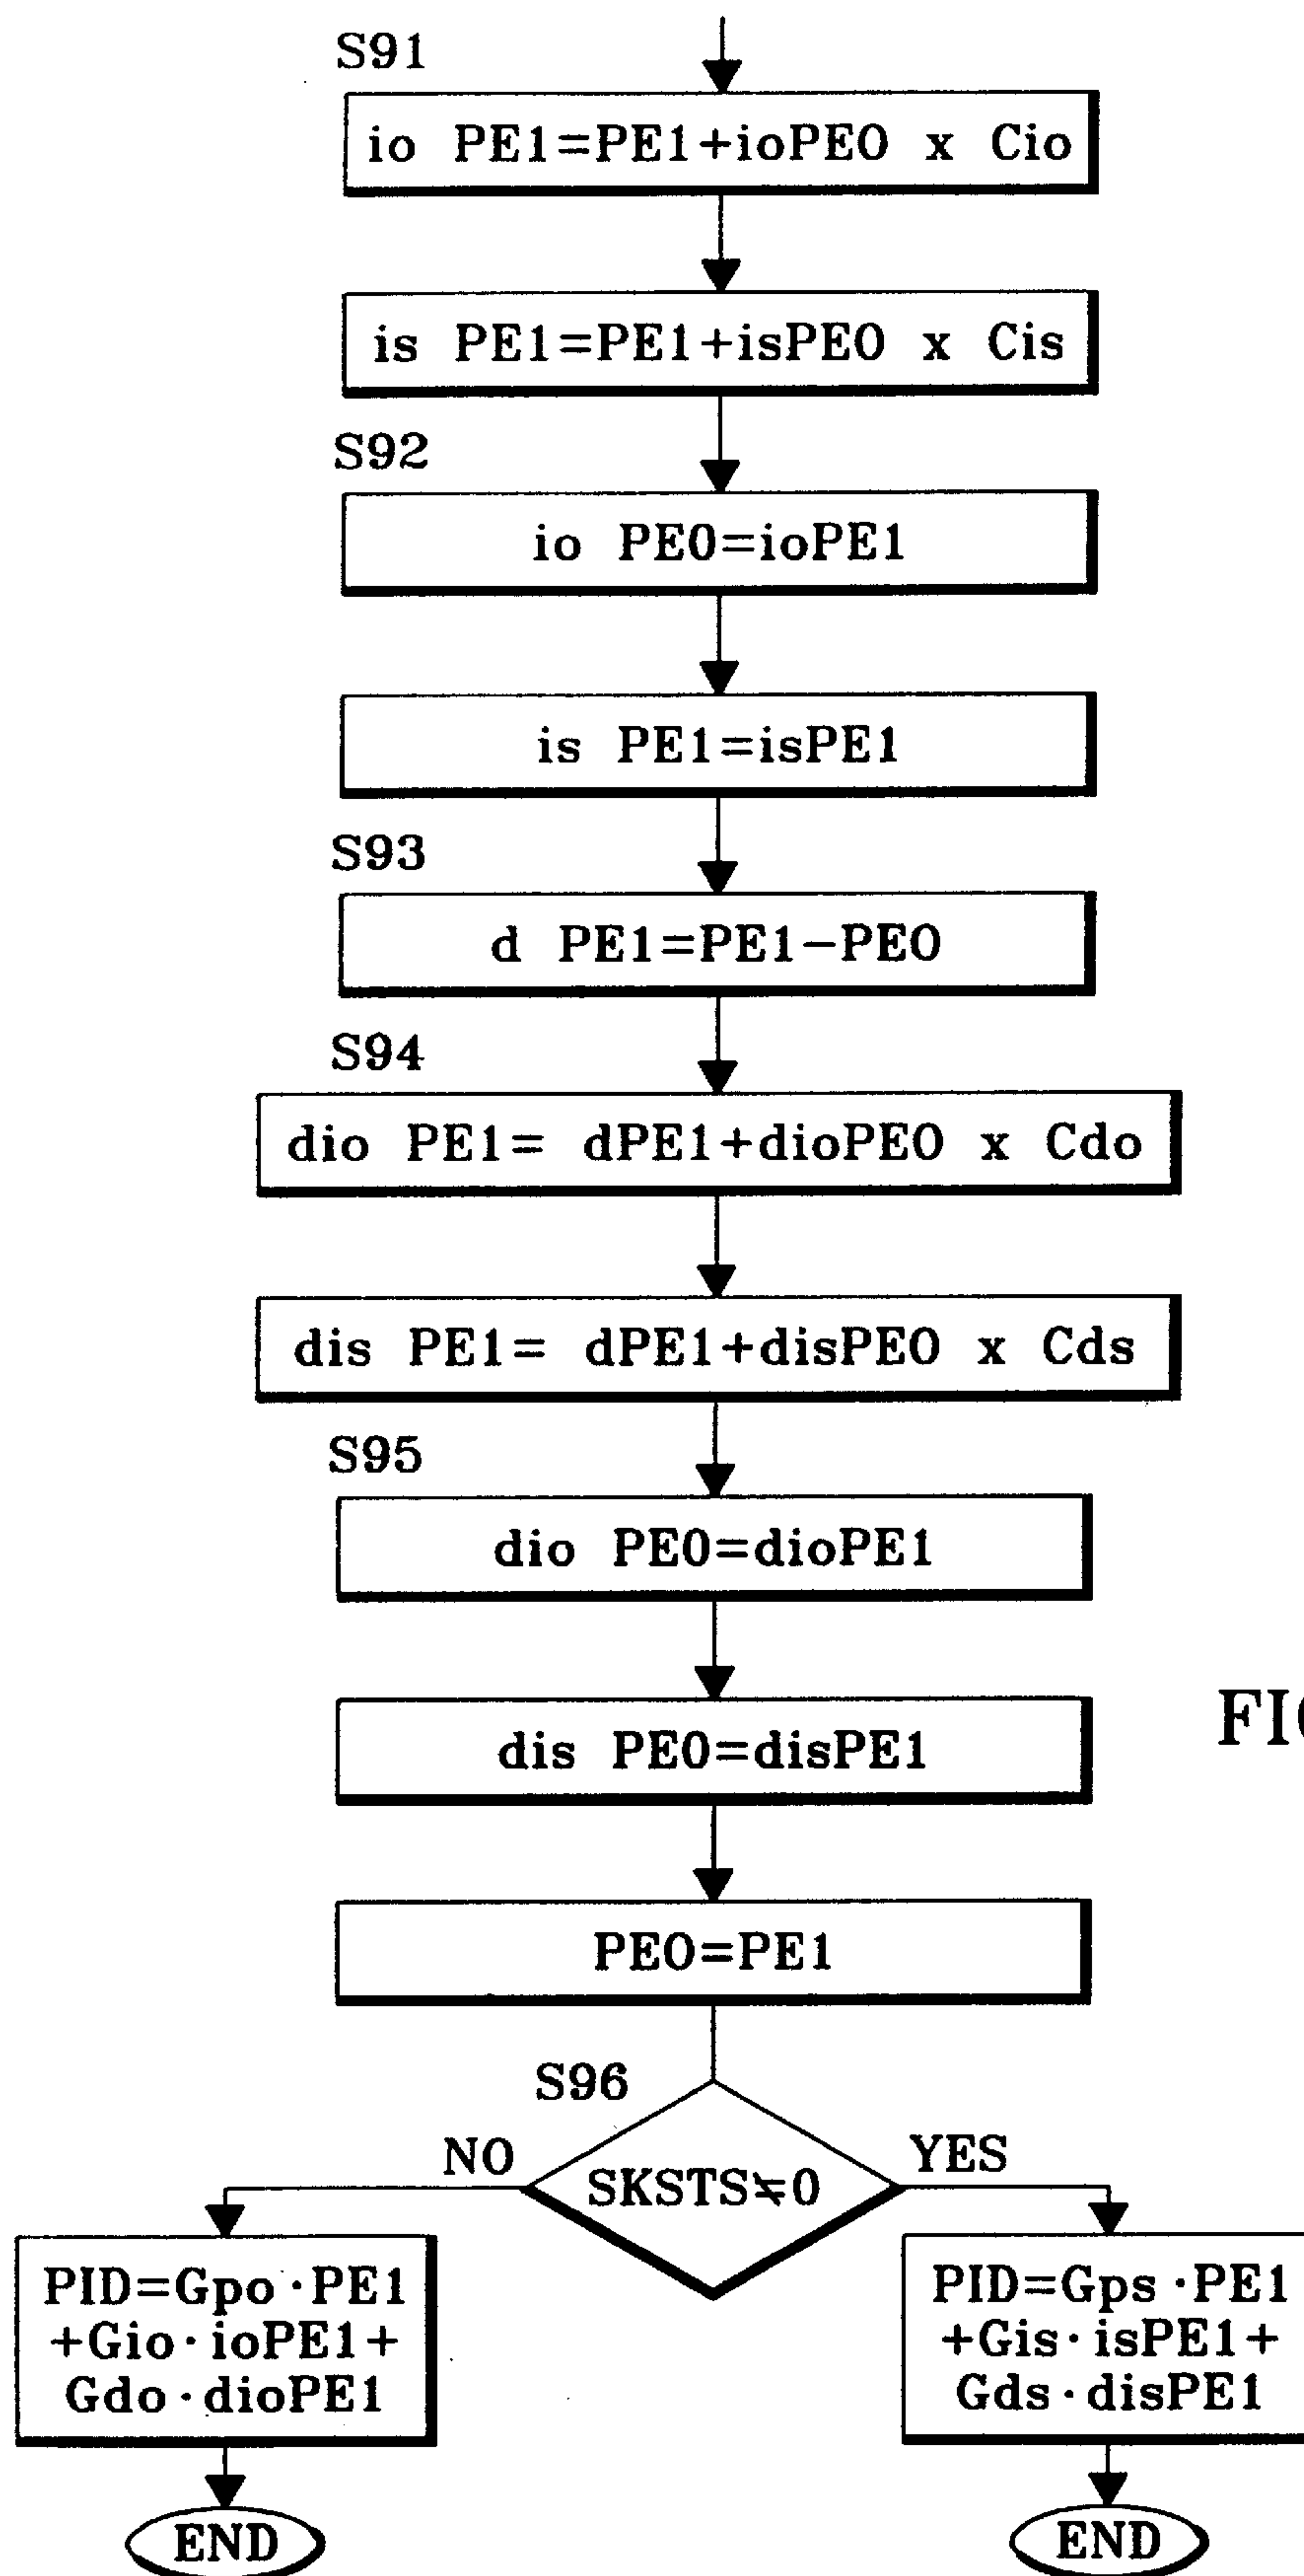 S91
io PE1=PE1+ioPE0 x Cio
is PE1=PE1+isPE0 x Cis
S92
io PE0=ioPE1
is PE1=isPE1
S93
d PE1=PE1-PE0
S94
dio PE1= dPE1+dioPE0 x Cdo
dis PE1= dPE1+disPE0 x Cds
S95
dio PE0=dioPE1
dis PE0=disPE1
FI
PE0=PE1
S96
NO
SKSTS≠0
YES
PID=Gpo·PE1
+Gio·ioPE1+
Gdo·dioPE1
PID=Gps·PE1
+Gis·isPE1+
Gds·disPE1
END
END